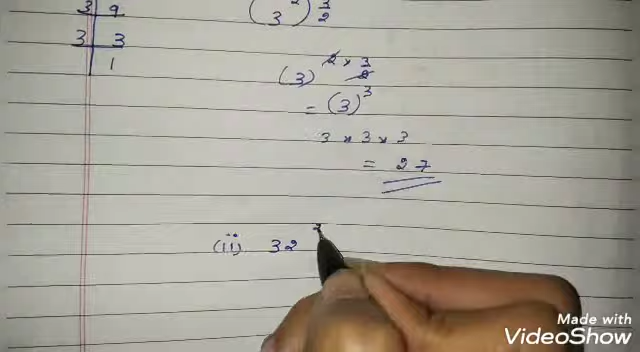 3 | 9
(3²)^3/2
3 | 3
1
(3)^2×3/2
= (3)³
3 × 3 × 3
= 27
(ii) 32
Made with
VideoShow